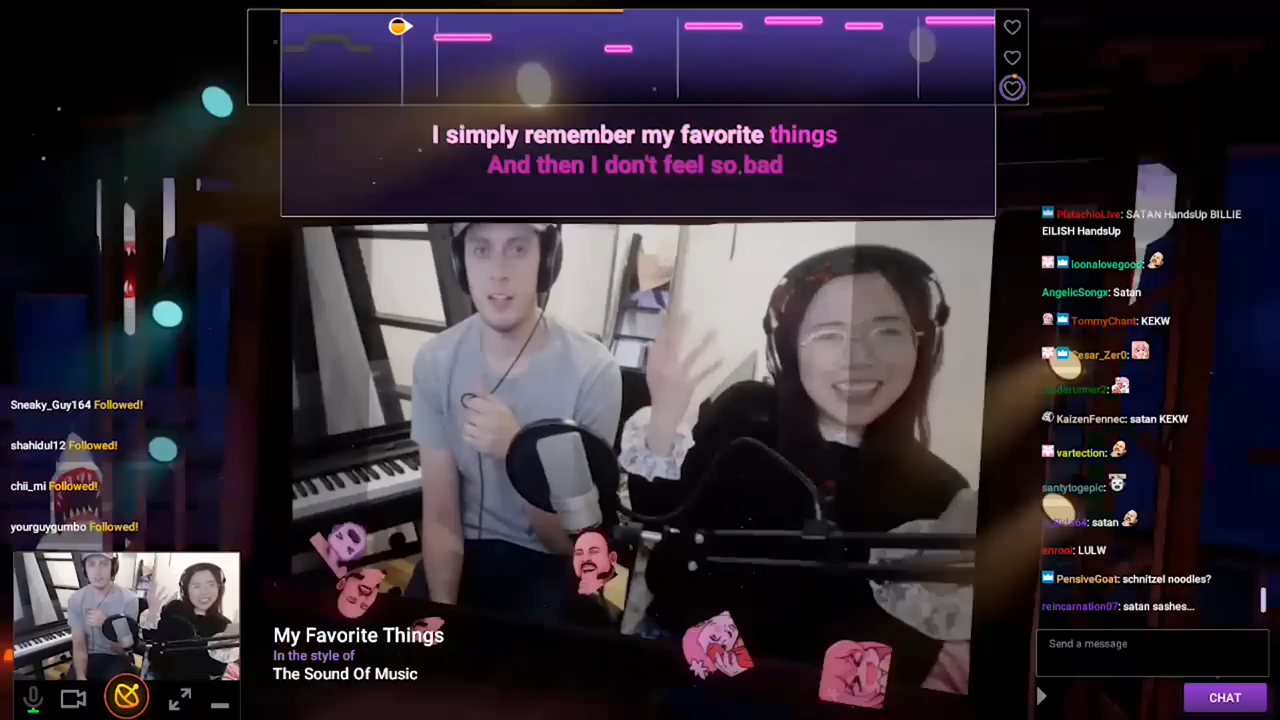 I simply remember my favorite things
And then I don't feel so bad
PistachioLive: SATAN HandsUp BILLIE
EILISH HandsUp
loonalovegood:
AngelicSongx: Satan
TommyChant: KEKW
Cesar_Zer0:
KaizenFennec: satan KEKW
vartection:
santytogepic:
satan
enrool: LULW
PensiveGoat: schnitzel noodles?
reincarnation07: satan sashes...
Send a message
CHAT
Sneaky_Guy164 Followed!
shahidul12 Followed!
chii_mi Followed!
yourguygumbo Followed!
My Favorite Things
In the style of
The Sound Of Music